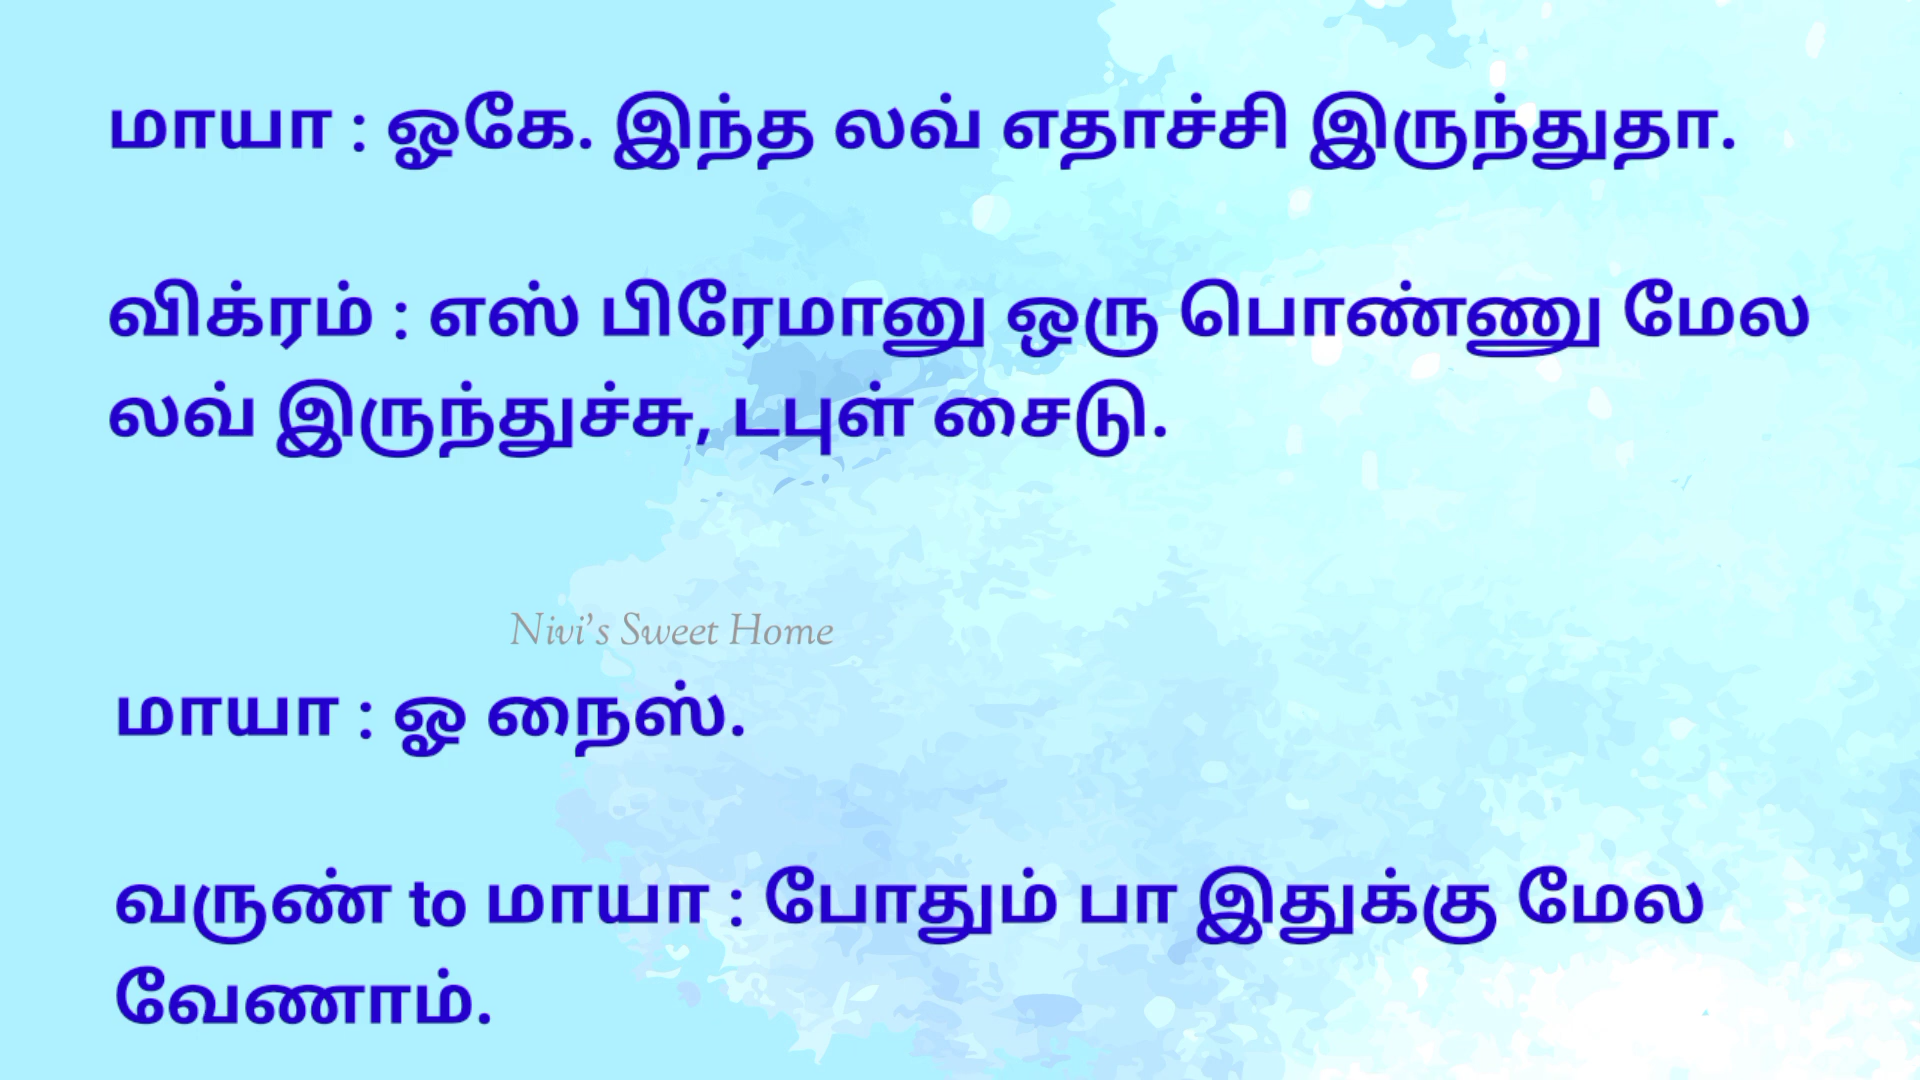 மாயா : ஓகே. இந்த லவ் எதாச்சி இருந்துதா.
விக்ரம் : எஸ் பிரேமானு ஒரு பொண்ணு மேல
லவ் இருந்துச்சு, டபுள் சைடு.
Nivi's Sweet Home
மாயா : ஓ நைஸ்.
வருண் to மாயா : போதும் பா இதுக்கு மேல
வேணாம்.